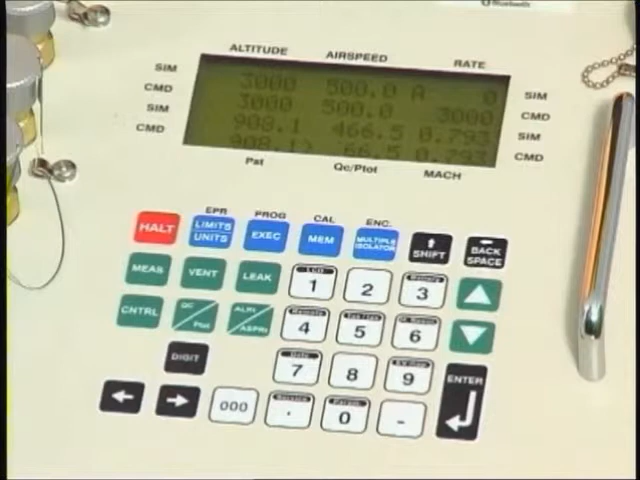 Bluetooth
ALTITUDE AIRSPEED RATE
SIM 3000 500.0 A 0 SIM
CMD 3000 500.0 3000 CMD
SIM 908.1 466.5 0.793 SIM
CMD 908.1 66.5 0.793 CMD
Pst Qc/Ptot MACH
EPR PROG CAL ENC.
HALT LIMITS UNITS EXEC MEM MULTIPLE ISOLATOR SHIFT BACK SPACE
MEAS VENT LEAK LCD 1 2 3
CNTRL QC Ptot 4 5 6
DIGIT 7 8 9 ENTER
000 . 0 -